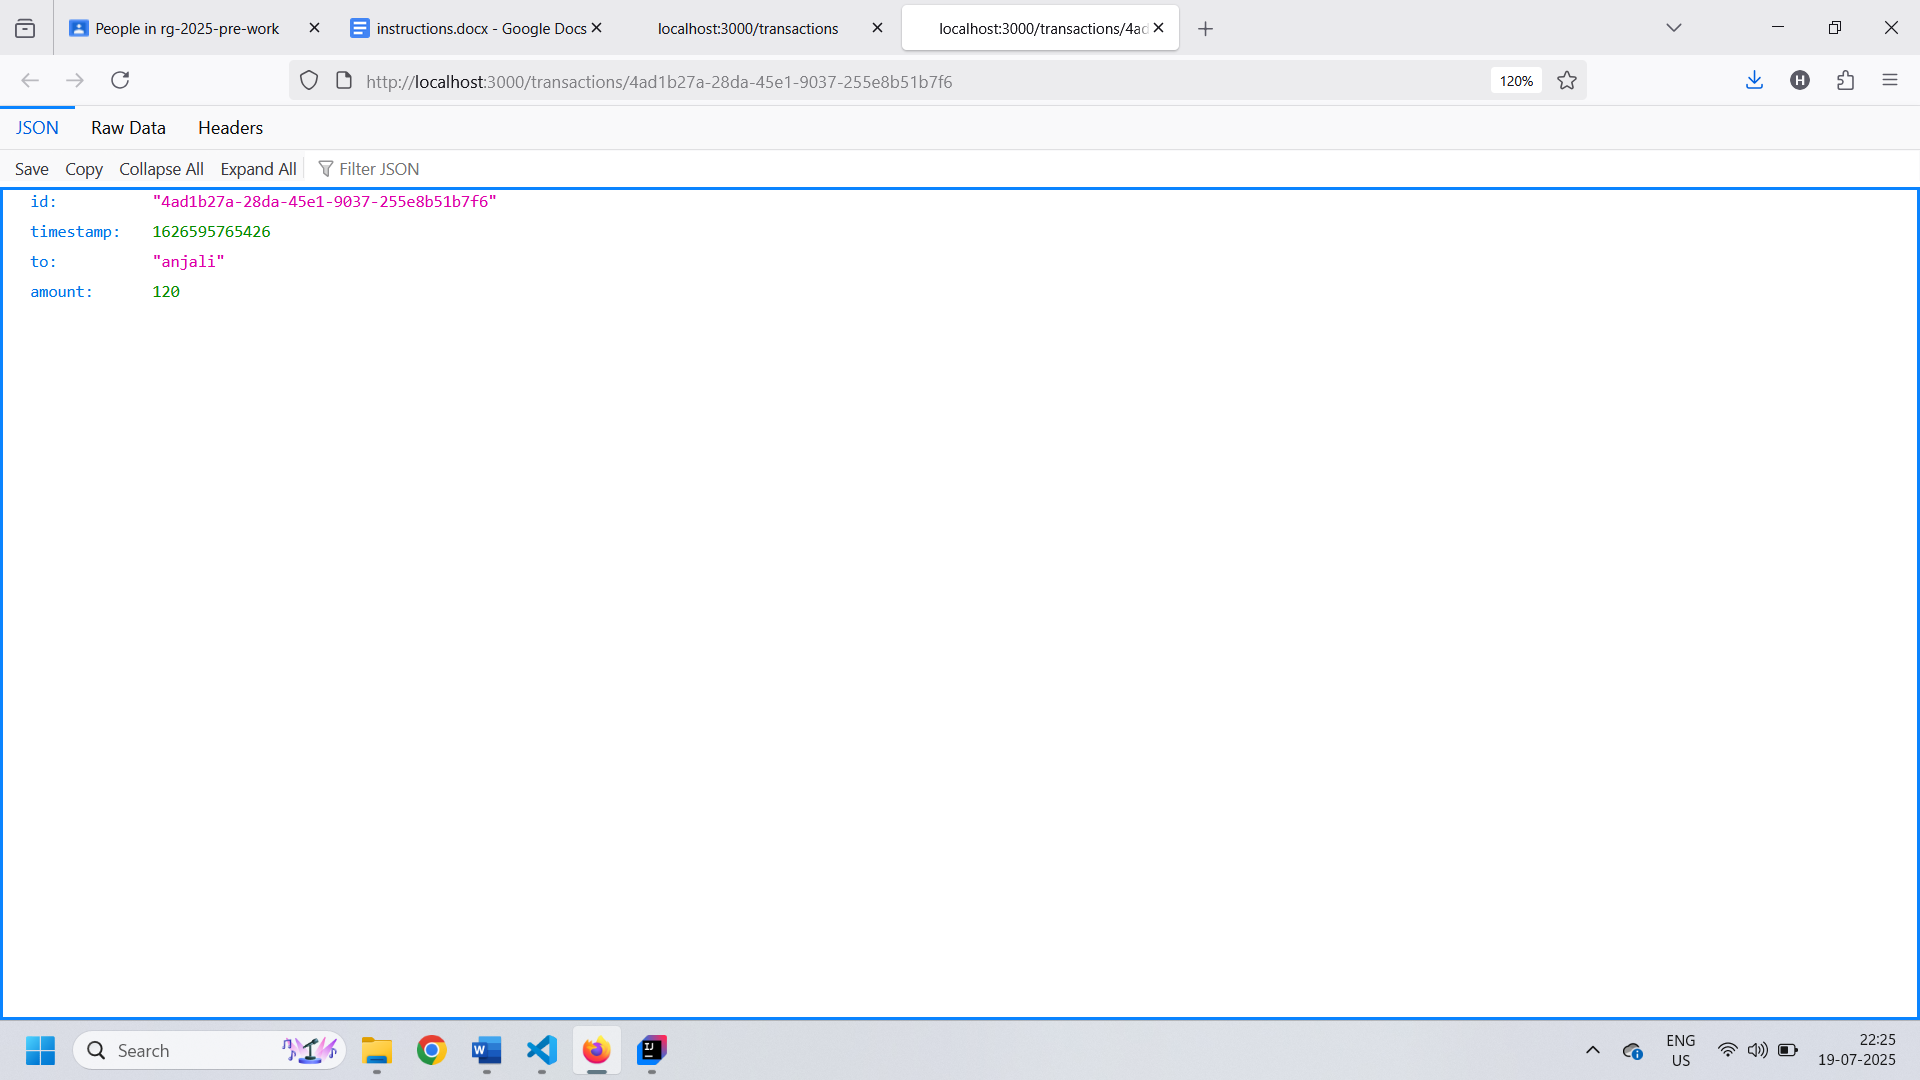 People in rg-2025-pre-work
instructions.docx - Google Docs
localhost:3000/transactions
localhost:3000/transactions/4ad
http://localhost:3000/transactions/4ad1b27a-28da-45e1-9037-255e8b51b7f6
120%
H
JSON Raw Data Headers
Save Copy Collapse All Expand All Filter JSON
id: "4ad1b27a-28da-45e1-9037-255e8b51b7f6"
timestamp: 1626595765426
to: "anjali"
amount: 120
Search
W
IJ
ENG
US
22:25
19-07-2025